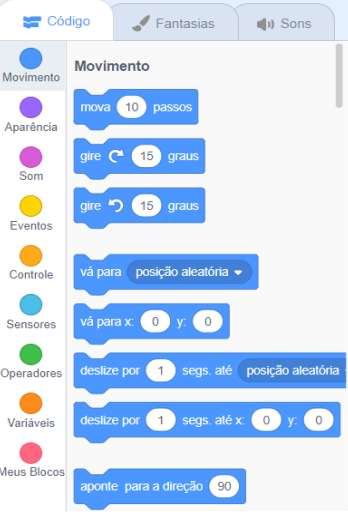 Código
Fantasias
Sons
Movimento
Aparência
Som
Eventos
Controle
Sensores
Operadores
Variáveis
Meus Blocos
Movimento
mova 10 passos
gire 15 graus
gire 15 graus
vá para posição aleatória
vá para x: 0 y: 0
deslize por 1 segs. até posição aleatória
deslize por 1 segs. até x: 0 y: 0
aponte para a direção 90